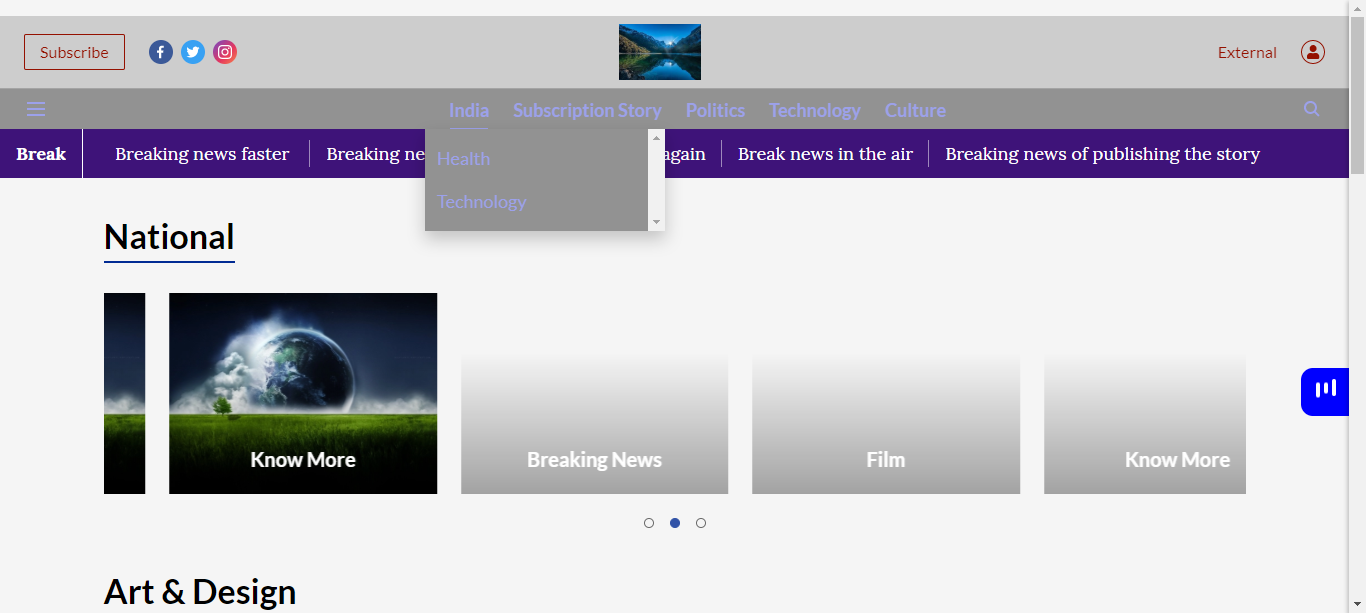 Subscribe
External
India Subscription Story Politics Technology Culture
Break Breaking news faster Breaking ne again Break news in the air Breaking news of publishing the story
Health
Technology
National
Know More Breaking News Film Know More
Art & Design